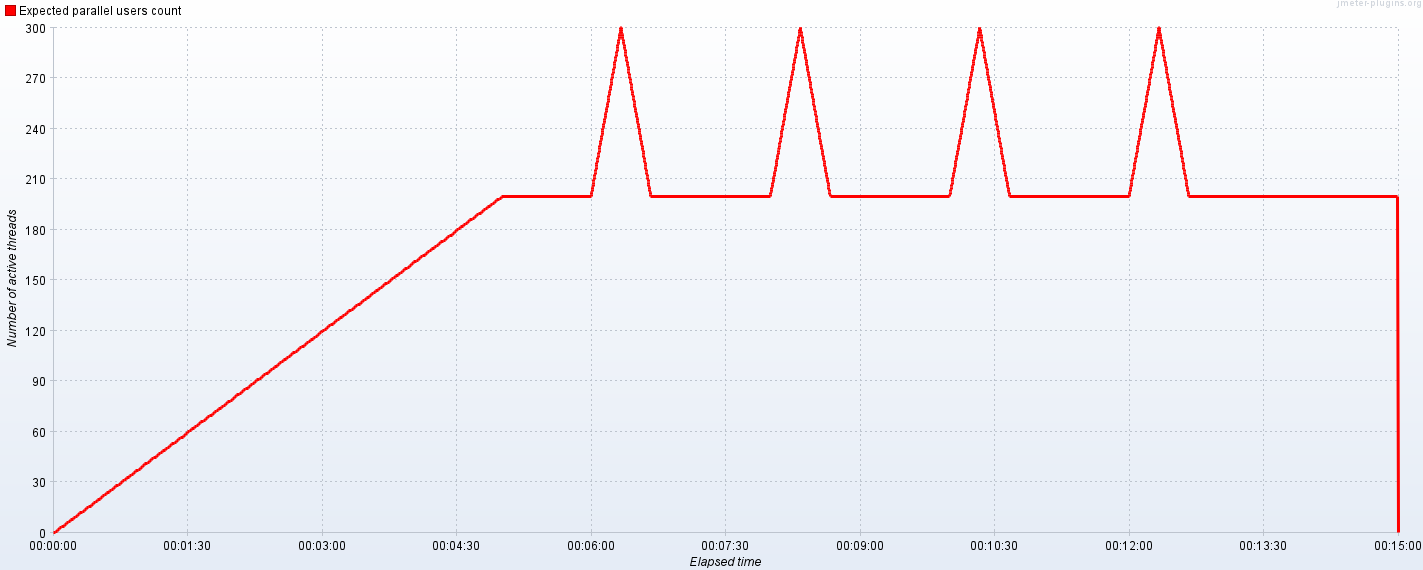 jmeter-plugins.org
Expected parallel users count
300
270
240
210
180
150
120
90
60
30
0
Number of active threads
00:00:00 00:01:30 00:03:00 00:04:30 00:06:00 00:07:30 00:09:00 00:10:30 00:12:00 00:13:30 00:15:00
Elapsed time